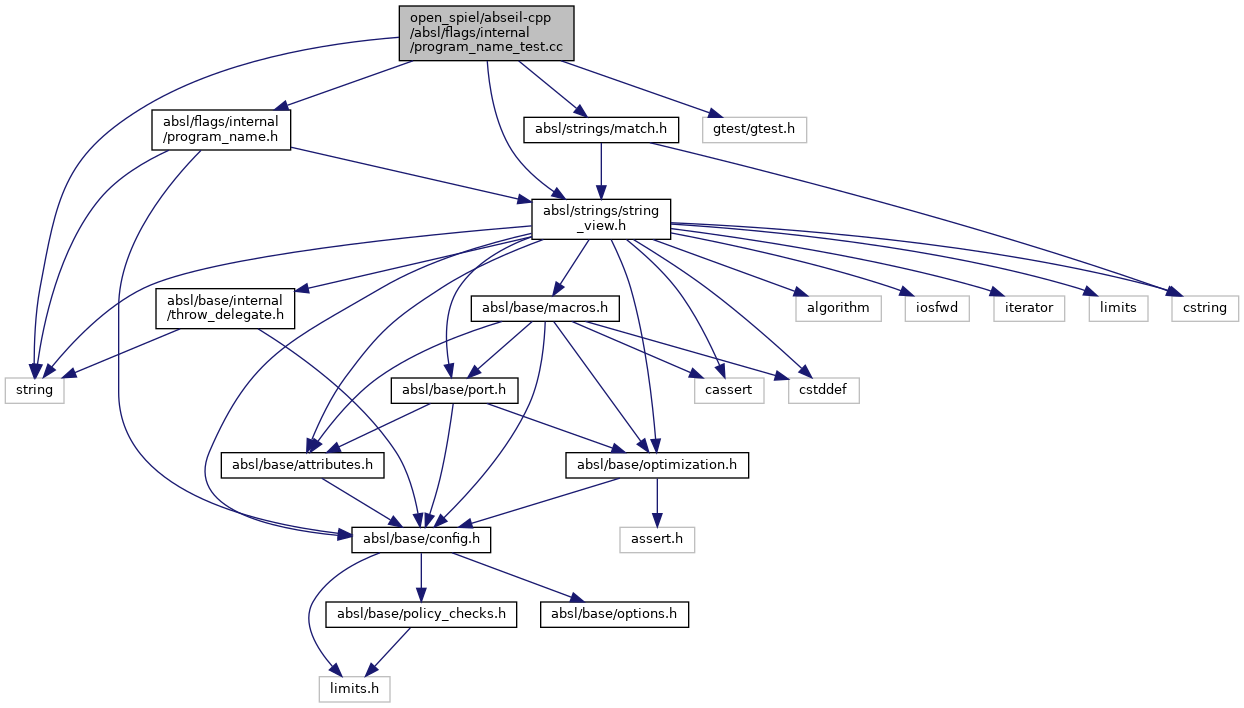 open_spiel/abseil-cpp
/absl/flags/internal
/program_name_test.cc
absl/flags/internal
/program_name.h
absl/strings/match.h
gtest/gtest.h
absl/strings/string
_view.h
absl/base/internal
/throw_delegate.h
absl/base/macros.h
algorithm
iosfwd
iterator
limits
cstring
string
absl/base/port.h
cassert
cstddef
absl/base/attributes.h
absl/base/optimization.h
absl/base/config.h
assert.h
absl/base/policy_checks.h
absl/base/options.h
limits.h